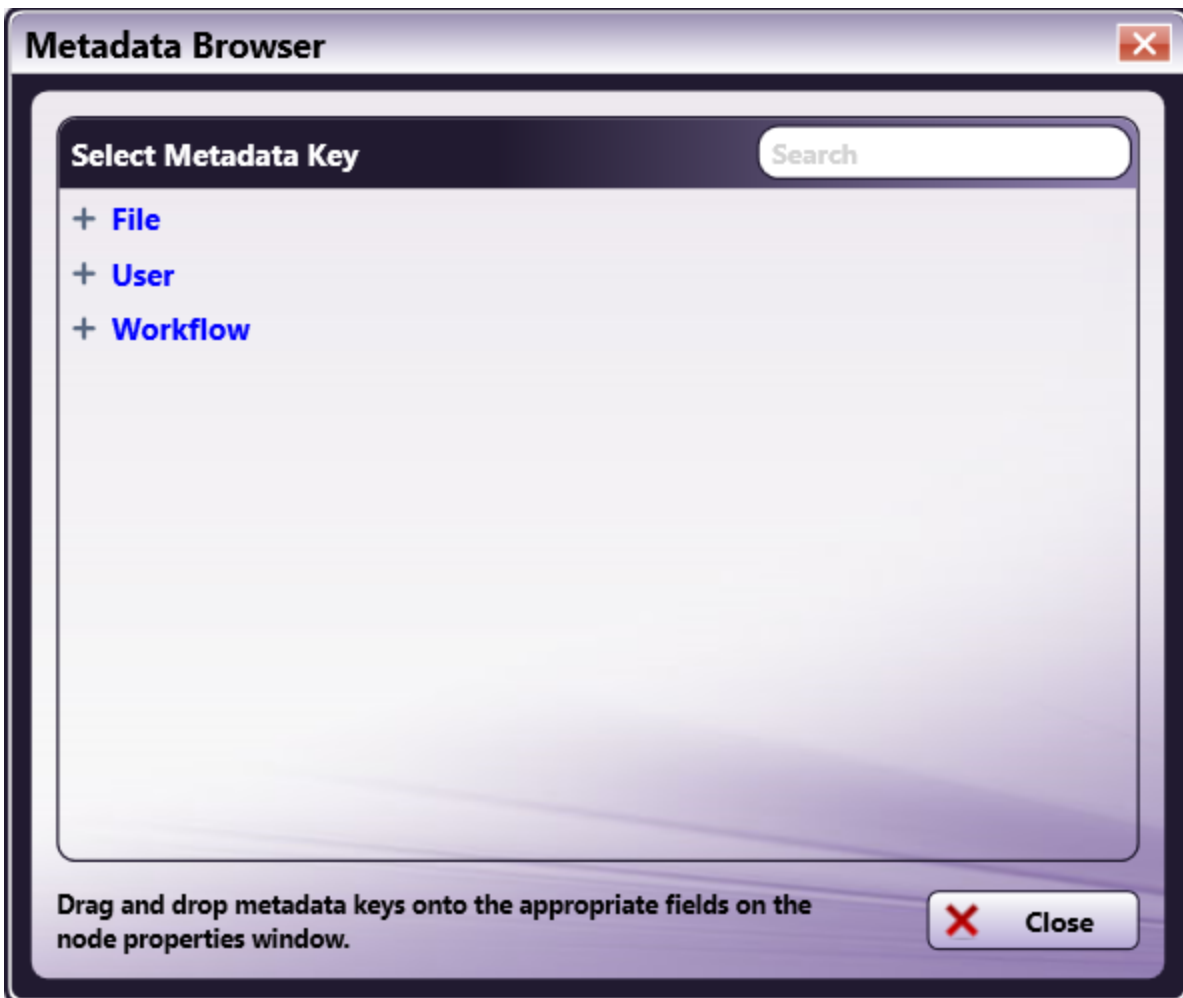 Metadata Browser
Select Metadata Key
Search
+ File
+ User
+ Workflow
Drag and drop metadata keys onto the appropriate fields on the
node properties window.
Close